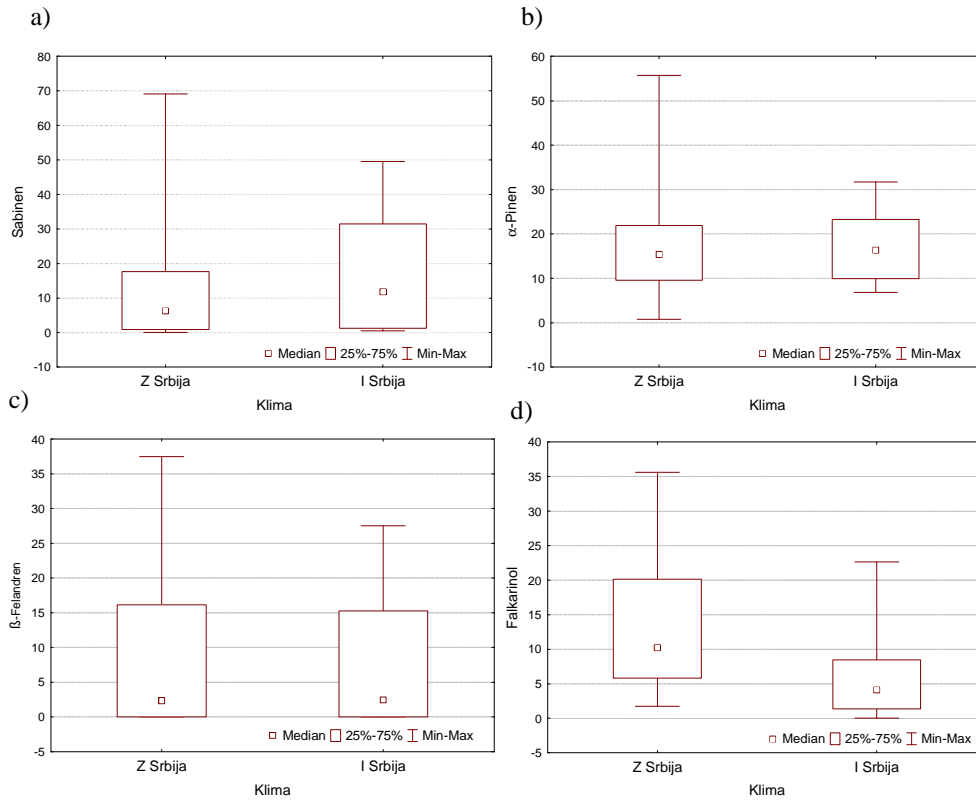 a)
80
70
60
50
40
30
20
10
0
-10
Sabinen
Median 25%-75% Min-Max
Z Srbija I Srbija
Klima
b)
60
50
40
30
20
10
0
-10
α-Pinen
Median 25%-75% Min-Max
Z Srbija I Srbija
Klima
c)
40
35
30
25
20
15
10
5
0
-5
ß-Felandren
Median 25%-75% Min-Max
Z Srbija I Srbija
Klima
d)
40
35
30
25
20
15
10
5
0
-5
Falkarinol
Median 25%-75% Min-Max
Z Srbija I Srbija
Klima